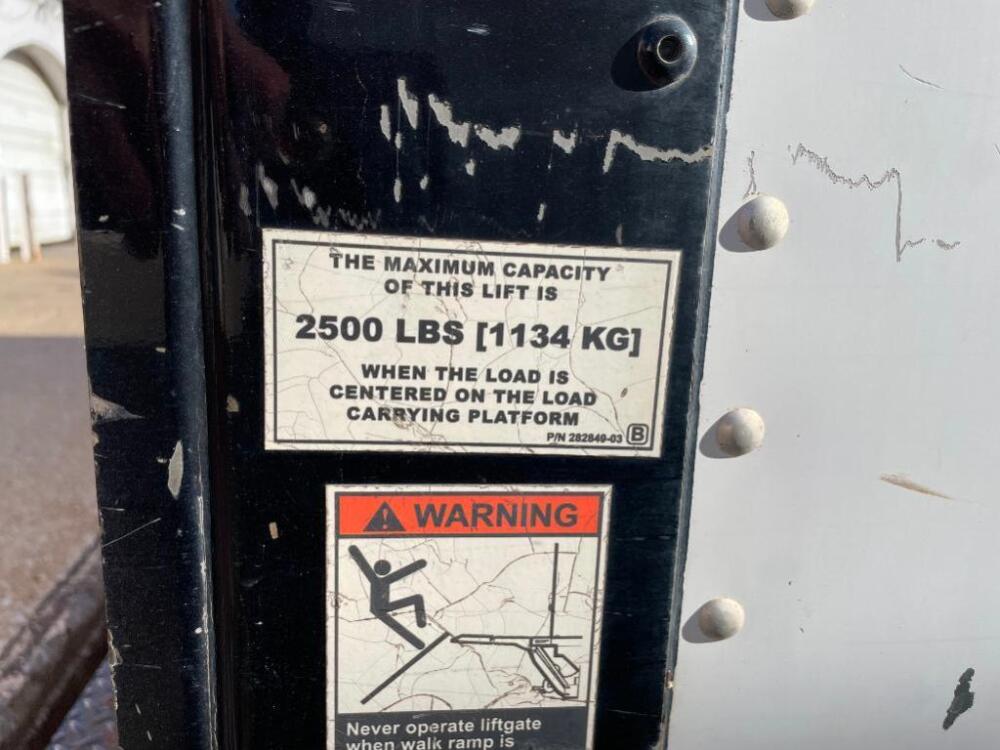 THE MAXIMUM CAPACITY
OF THIS LIFT IS
2500 LBS [1134 KG]
WHEN THE LOAD IS
CENTERED ON THE LOAD
CARRYING PLATFORM
P/N 282849-03 B
WARNING
Never operate liftgate
when walk ramp is